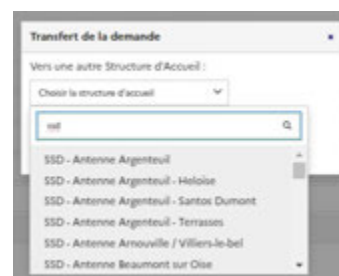 Transfert de la demande
Vers une autre Structure d'Accueil :
Choisir la structure d'accueil
ssd
SSD - Antenne Argenteuil
SSD - Antenne Argenteuil - Heloise
SSD - Antenne Argenteuil - Santos Dumont
SSD - Antenne Argenteuil - Terrasses
SSD - Antenne Arnouville / Villiers-le-bel
SSD - Antenne Beaumont sur Oise